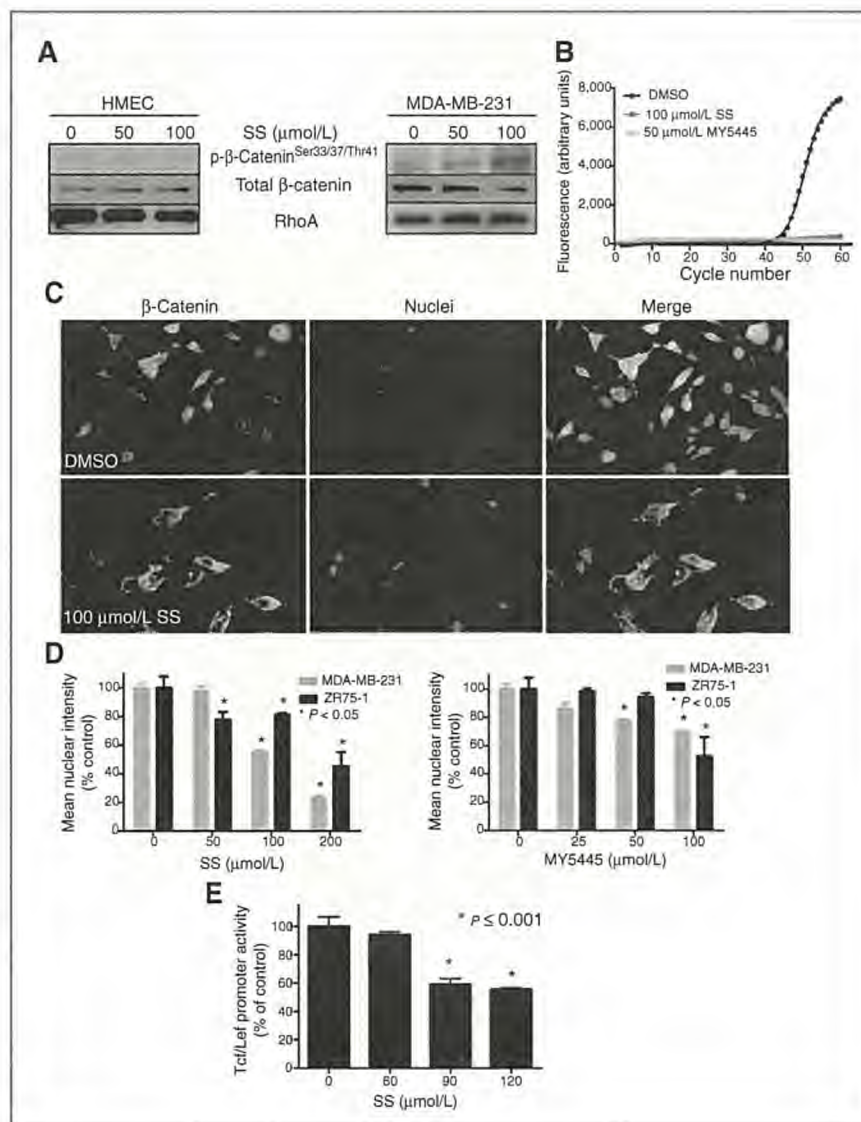 A
HMEC
MDA-MB-231
0 50 100 SS (μmol/L) 0 50 100
p-β-Catenin Ser33/37/Thr41
Total β-catenin
RhoA
B
Fluorescence (arbitrary units)
8,000
6,000
4,000
2,000
0
DMSO
100 μmol/L SS
50 μmol/L MY5445
0 10 20 30 40 50 60
Cycle number
C
β-Catenin Nuclei Merge
DMSO
100 μmol/L SS
D
Mean nuclear intensity
(% control)
100
80
60
40
20
0
MDA-MB-231
ZR75-1
* P < 0.05
* * * * *
0 50 100 200
SS (μmol/L)
Mean nuclear intensity
(% control)
100
80
60
40
20
0
MDA-MB-231
ZR75-1
* P < 0.05
* * *
0 25 50 100
MY5445 (μmol/L)
E
Tcf/Lef promoter activity
(% of control)
100
80
60
40
20
0
* P ≤ 0.001
* *
0 60 90 120
SS (μmol/L)